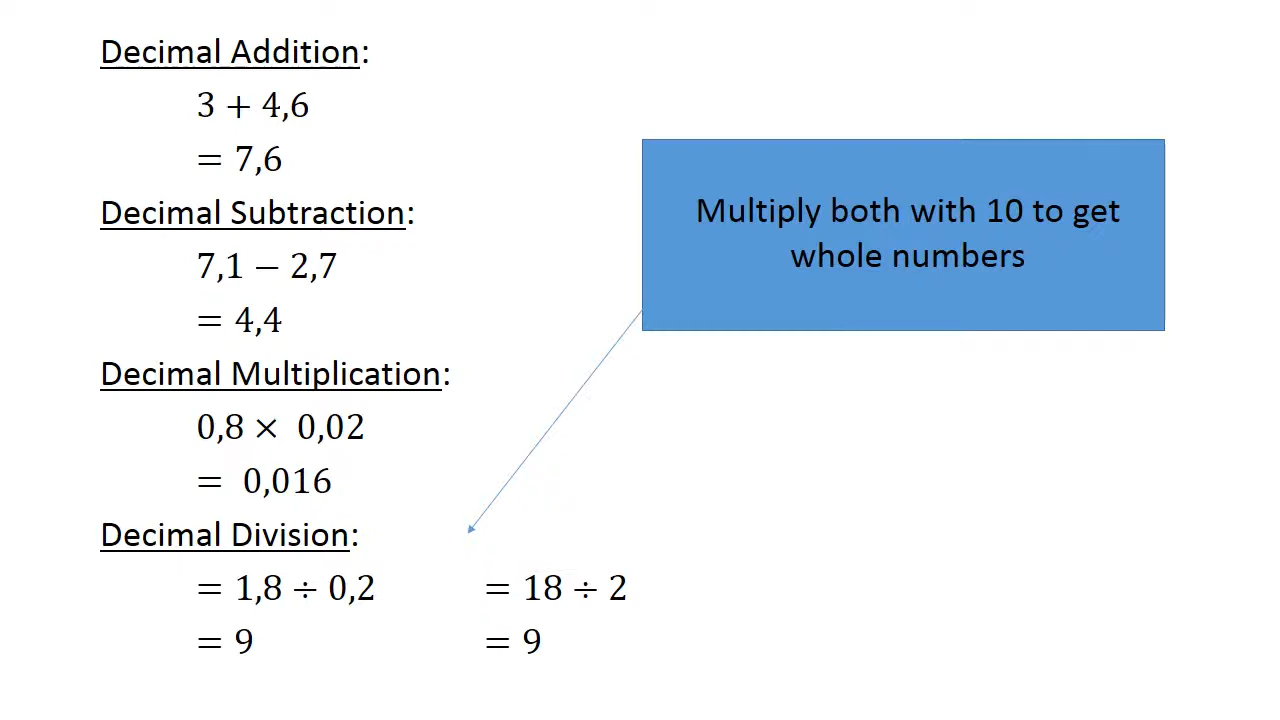 Decimal Addition:
3 + 4,6
= 7,6
Decimal Subtraction:
7,1 − 2,7
= 4,4
Decimal Multiplication:
0,8 × 0,02
= 0,016
Decimal Division:
= 1,8 ÷ 0,2
= 9
= 18 ÷ 2
= 9
Multiply both with 10 to get
whole numbers